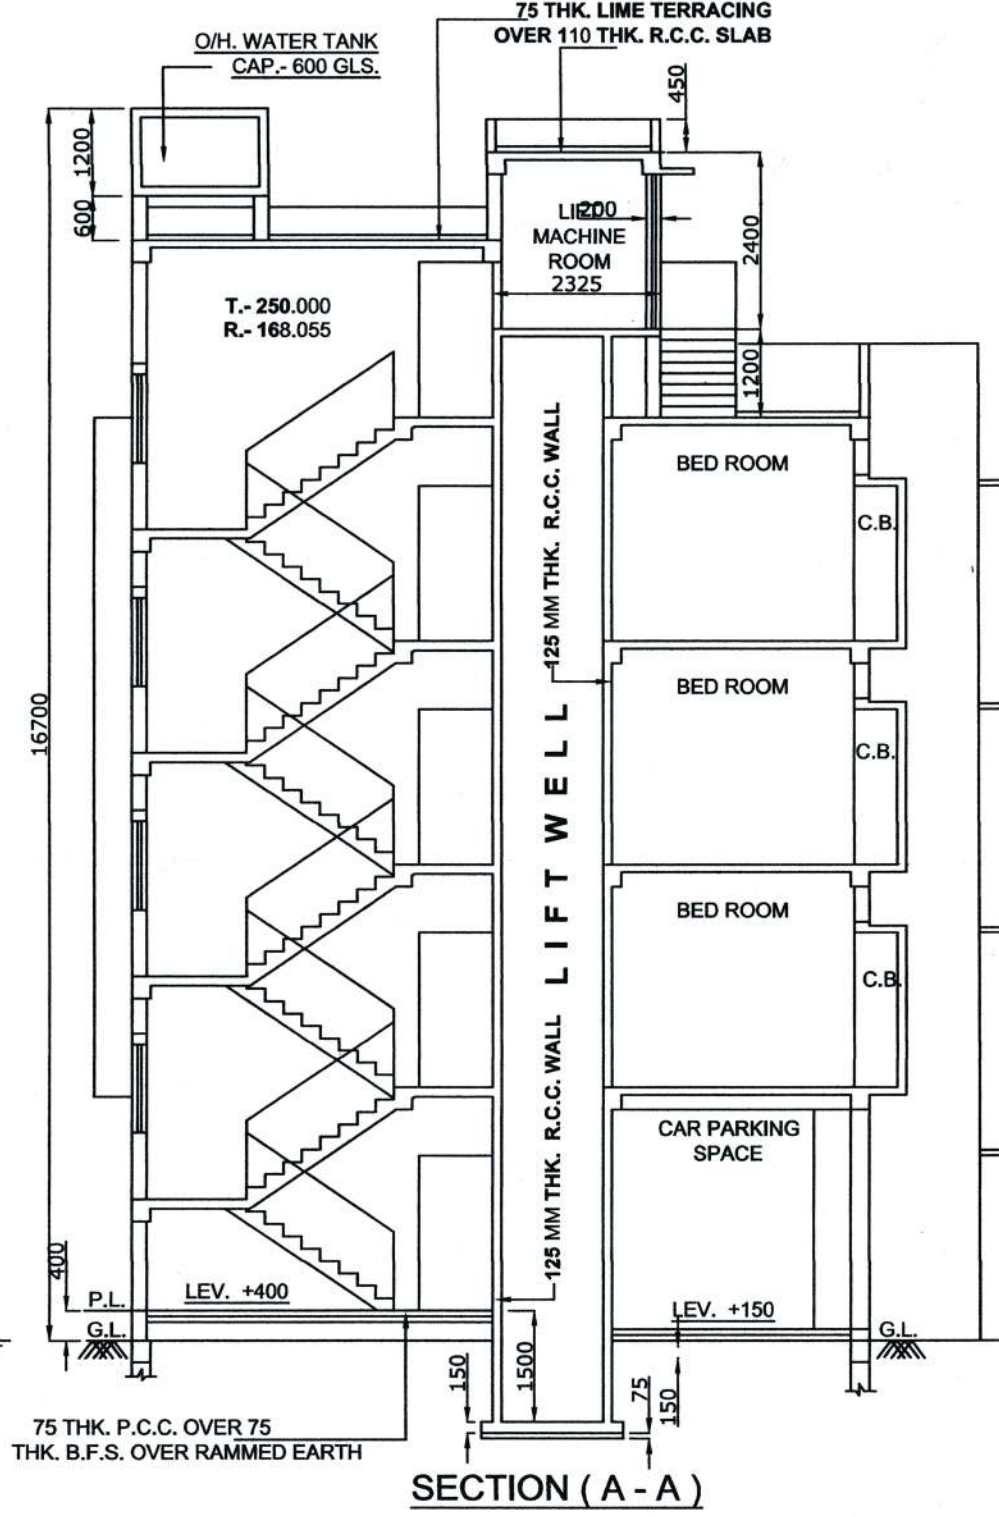 75 THK. LIME TERRACING
OVER 110 THK. R.C.C. SLAB
O/H. WATER TANK
CAP.- 600 GLS.
450
1200
600
200
MACHINE
ROOM
2325
2400
T.- 250.000
R.- 168.055
1200
BED ROOM
C.B.
125 MM THK. R.C.C. WALL
BED ROOM
C.B.
16700
LIFT WELL
BED ROOM
C.B.
125 MM THK. R.C.C. WALL
CAR PARKING
SPACE
400
P.L.
LEV. +400
LEV. +150
G.L.
G.L.
150
1500
75
150
75 THK. P.C.C. OVER 75
THK. B.F.S. OVER RAMMED EARTH
SECTION ( A - A )